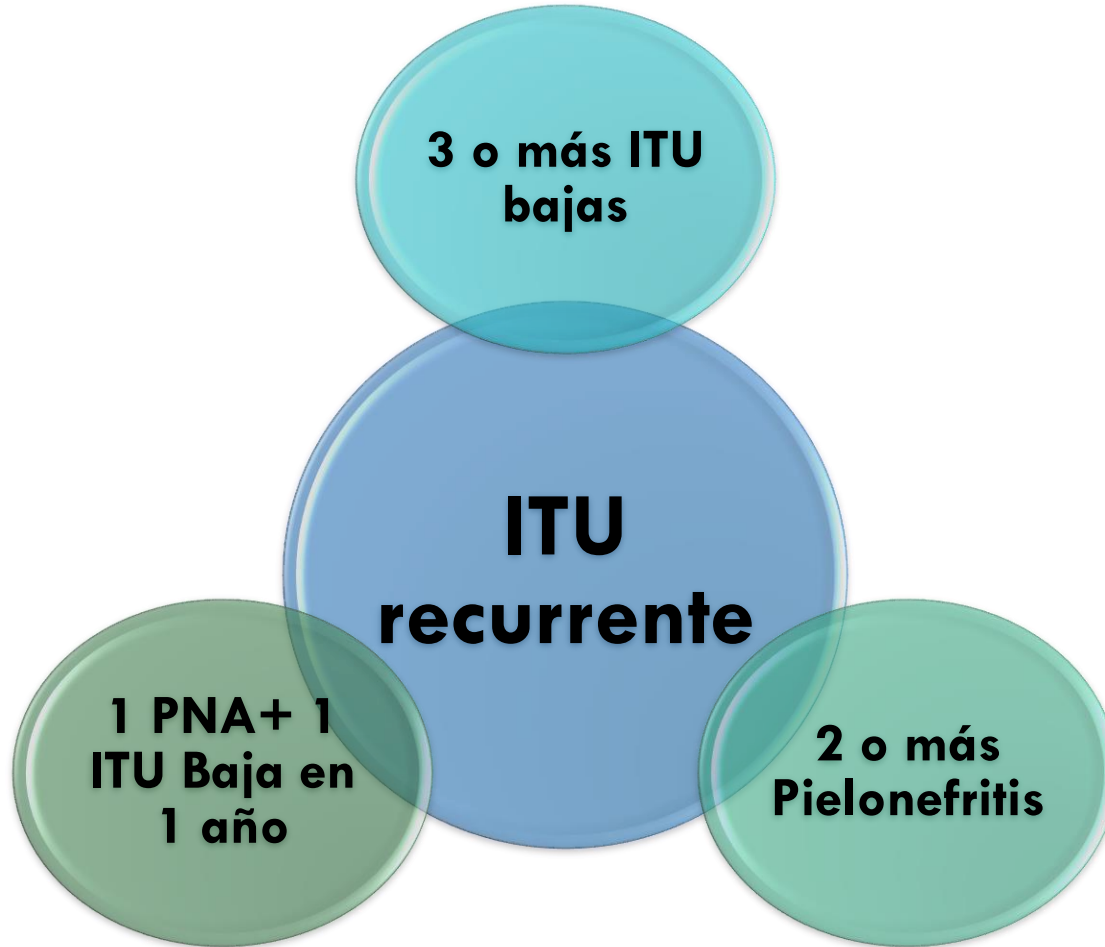 3 o más ITU
bajas
ITU
recurrente
1 PNA+ 1
ITU Baja en
1 año
2 o más
Pielonefritis